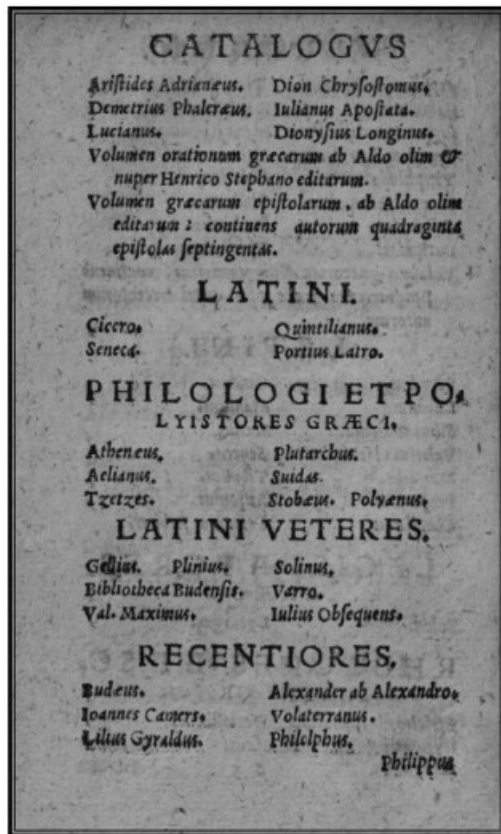 CATALOGVS
Aristides Adrianæus. Dion Chrysostomus.
Demetrius Phaleræus. Iulianus Apostata.
Lucianus. Dionysius Longinus.
Volumen orationum græcarum ab Aldo olim &
nuper Henrico Stephano editarum.
Volumen græcarum epistolarum, ab Aldo olim
editarum: continens autorum quadraginta
epistolas septingentas.
LATINI.
Cicero. Quintilianus.
Seneca. Portius Latro.
PHILOLOGI ET PO,
LYISTORES GRÆCI.
Athenæus. Plutarchus.
Aelianus. Suidas.
Tzetzes. Stobæus. Polyænus.
LATINI VETERES.
Gellius. Plinius. Solinus.
Bibliotheca Budensis. Varro.
Val. Maximus. Iulius Obsequens.
RECENTIORES.
Budæus. Alexander ab Alexandro.
Ioannes Camers. Volaterranus.
Lilius Gyraldus. Philelphus.
Philippus